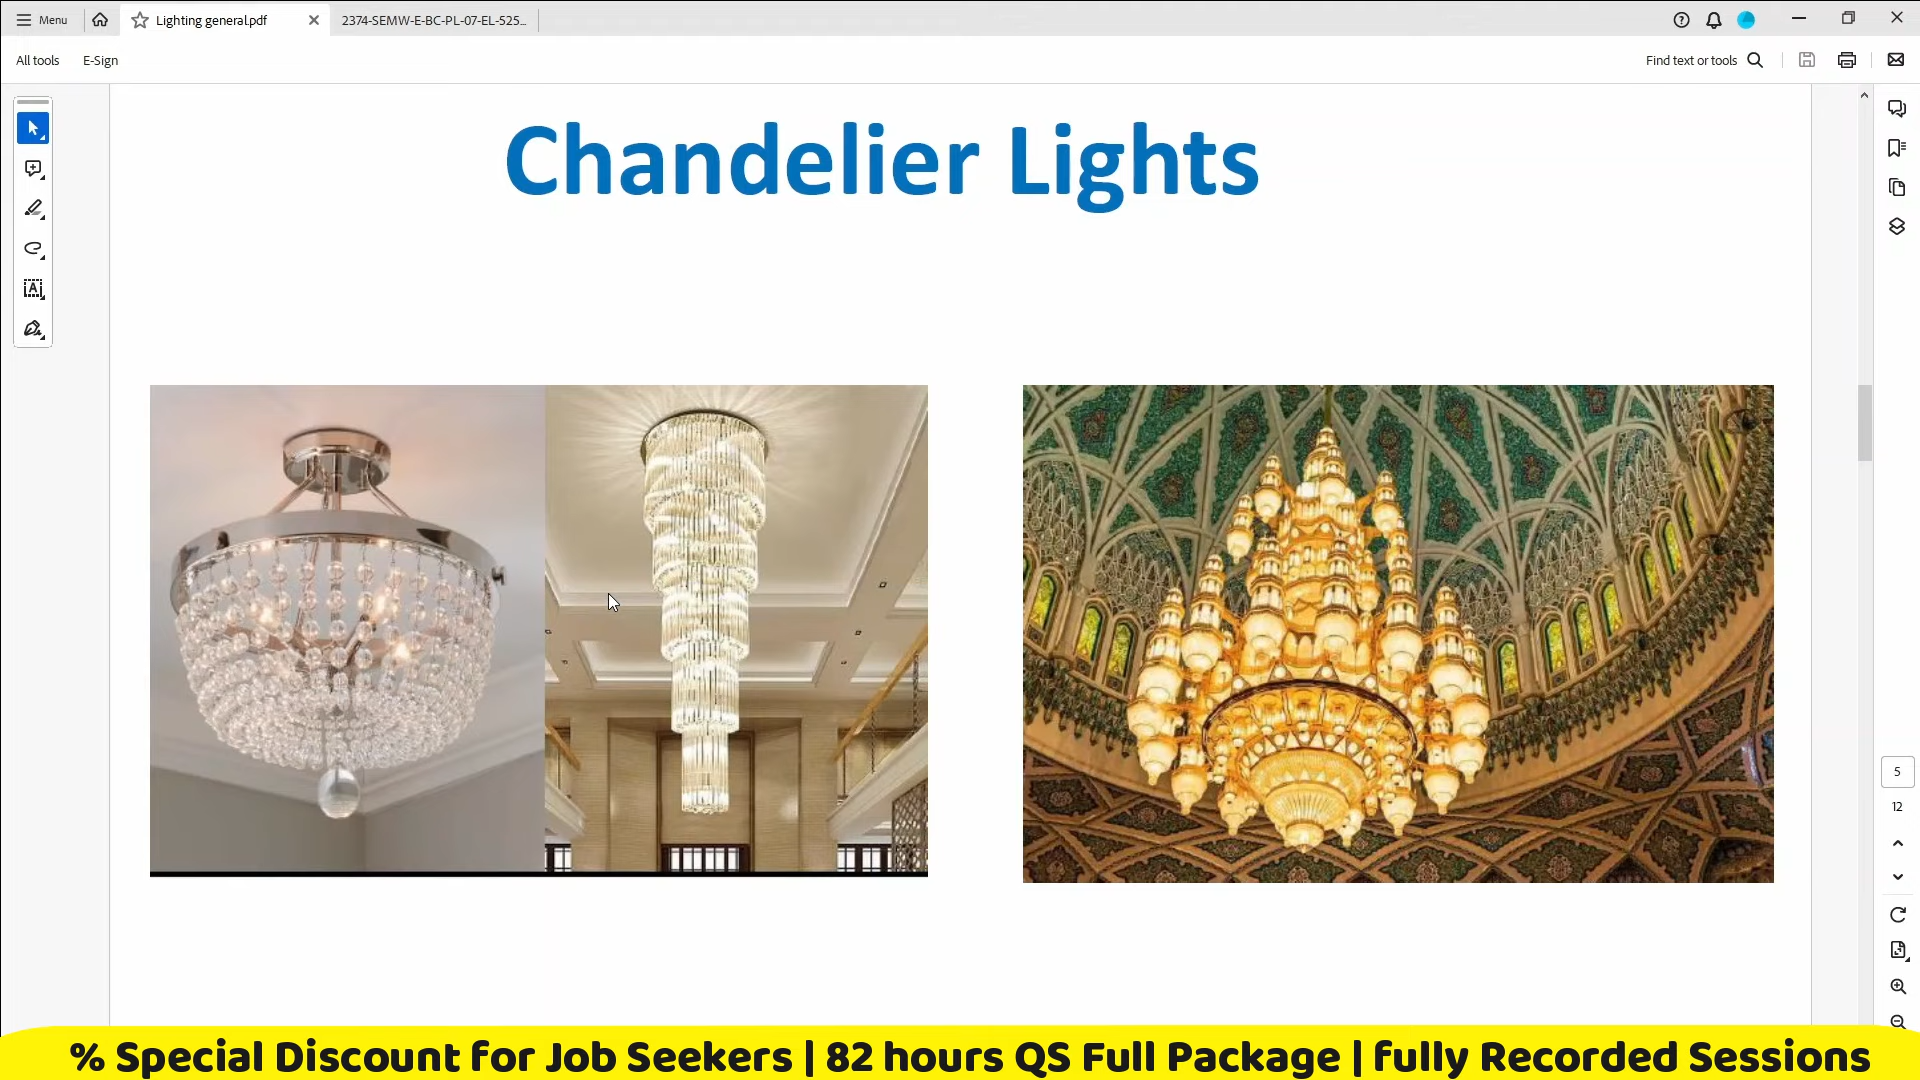 Menu
Lighting general.pdf
2374-SEMW-E-BC-PL-07-EL-525...
All tools
E-Sign
Find text or tools
Chandelier Lights
5
12
% Special Discount for Job Seekers | 82 hours QS Full Package | fully Recorded Sessions